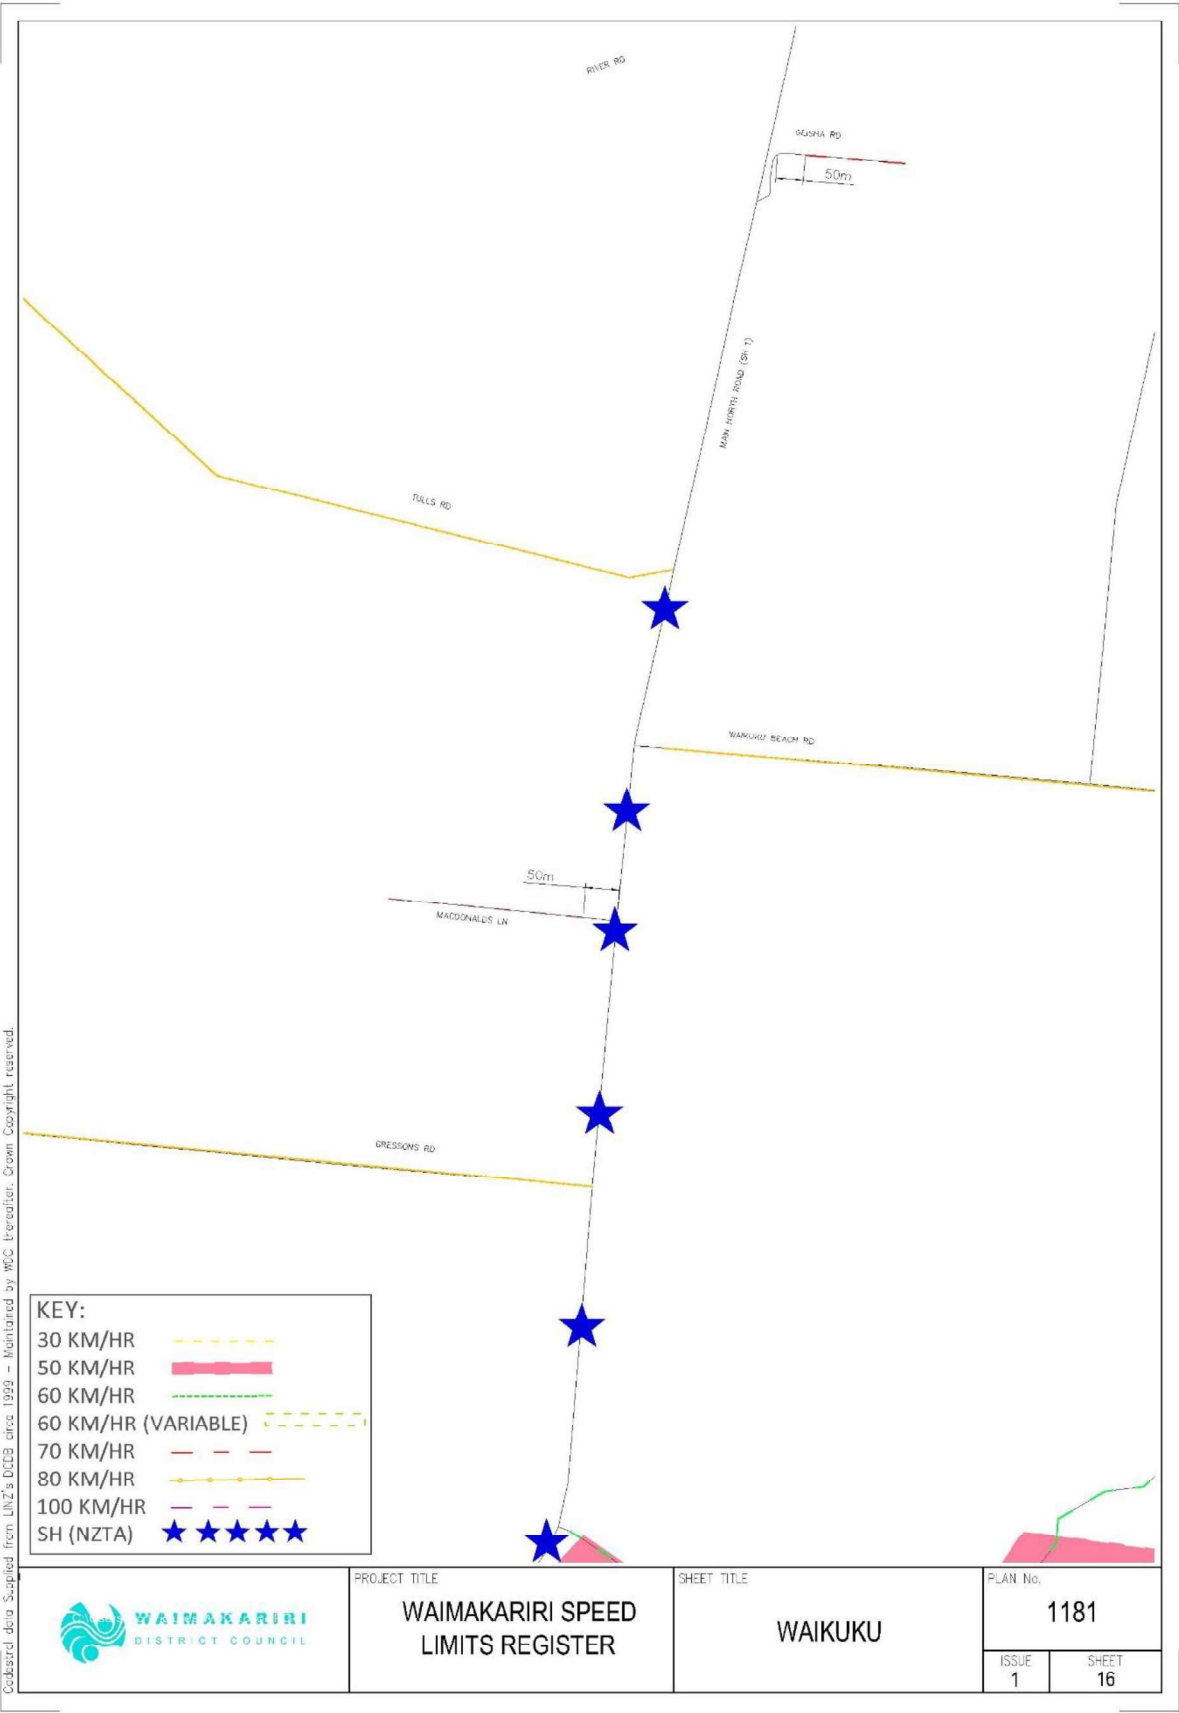 RIVER RD
GEISHA RD
50m
MAIN NORTH ROAD (SH 1)
TULLS RD
WAIKUKU BEACH RD
50m
MACDONALDS LN
GRESSONS RD
Cadastral data Supplied from LINZ's DCDB circa 1999 - Maintained by WDC thereafter. Crown Copyright reserved.
KEY:
30 KM/HR
50 KM/HR
60 KM/HR
60 KM/HR (VARIABLE)
70 KM/HR
80 KM/HR
100 KM/HR
SH (NZTA)
WAIMAKARIRI
DISTRICT COUNCIL
PROJECT TITLE
WAIMAKARIRI SPEED
LIMITS REGISTER
SHEET TITLE
WAIKUKU
PLAN No.
1181
ISSUE
1
SHEET
16